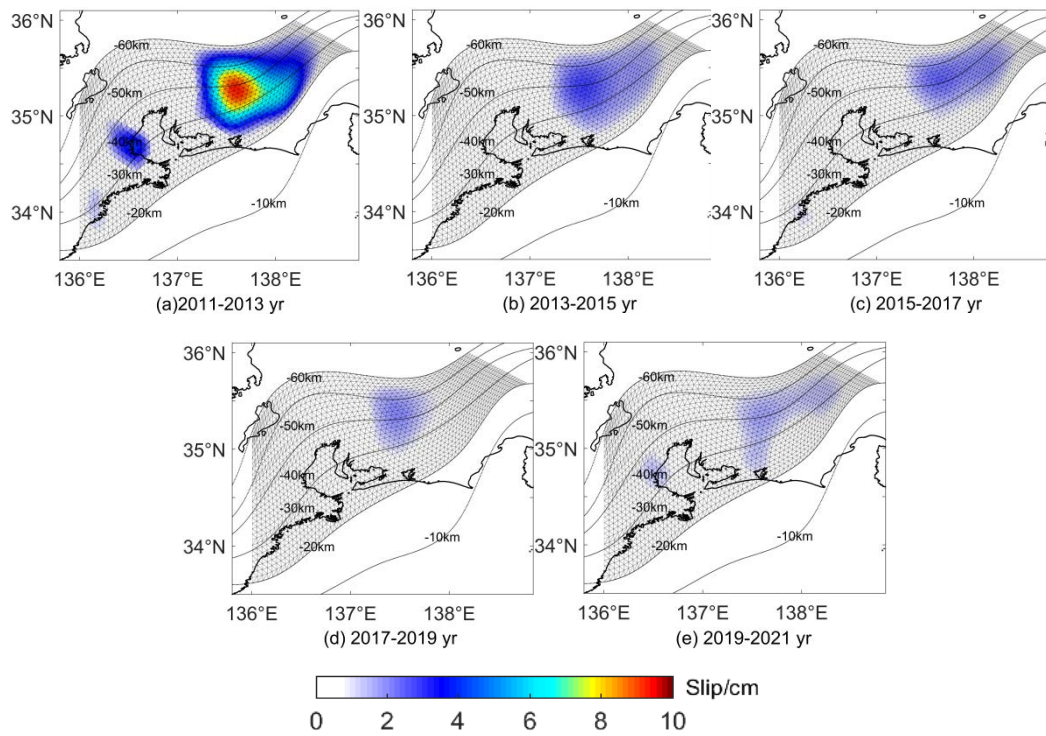 36°N
35°N
34°N
-60km
-50km
-40km
-30km
-20km
-10km
136°E 137°E 138°E
(a)2011-2013 yr
36°N
35°N
34°N
-60km
-50km
-40km
-30km
-20km
-10km
136°E 137°E 138°E
(b) 2013-2015 yr
36°N
35°N
34°N
-60km
-50km
-40km
-30km
-20km
-10km
136°E 137°E 138°E
(c) 2015-2017 yr
36°N
35°N
34°N
-60km
-50km
-40km
-30km
-20km
-10km
136°E 137°E 138°E
(d) 2017-2019 yr
36°N
35°N
34°N
-60km
-50km
-40km
-30km
-20km
-10km
136°E 137°E 138°E
(e) 2019-2021 yr
Slip/cm
0 2 4 6 8 10